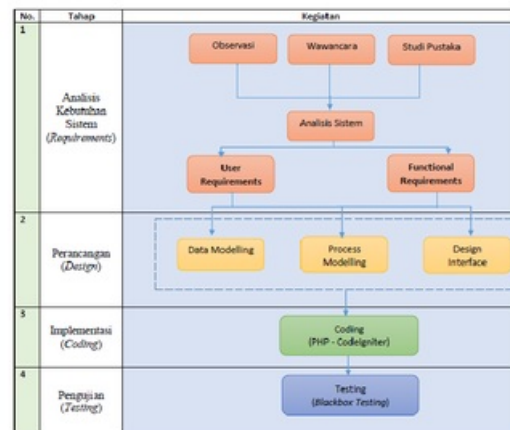 No.
Tahap
Kegiatan
1
Analisis
Kebutuhan
Sistem
(Requirements)
Observasi
Wawancara
Studi Pustaka
Analisis Sistem
User
Requirements
Functional
Requirements
2
Perancangan
(Design)
Data Modelling
Process
Modelling
Design
Interface
3
Implementasi
(Coding)
Coding
(PHP - CodeIgniter)
4
Pengujian
(Testing)
Testing
(Blackbox Testing)